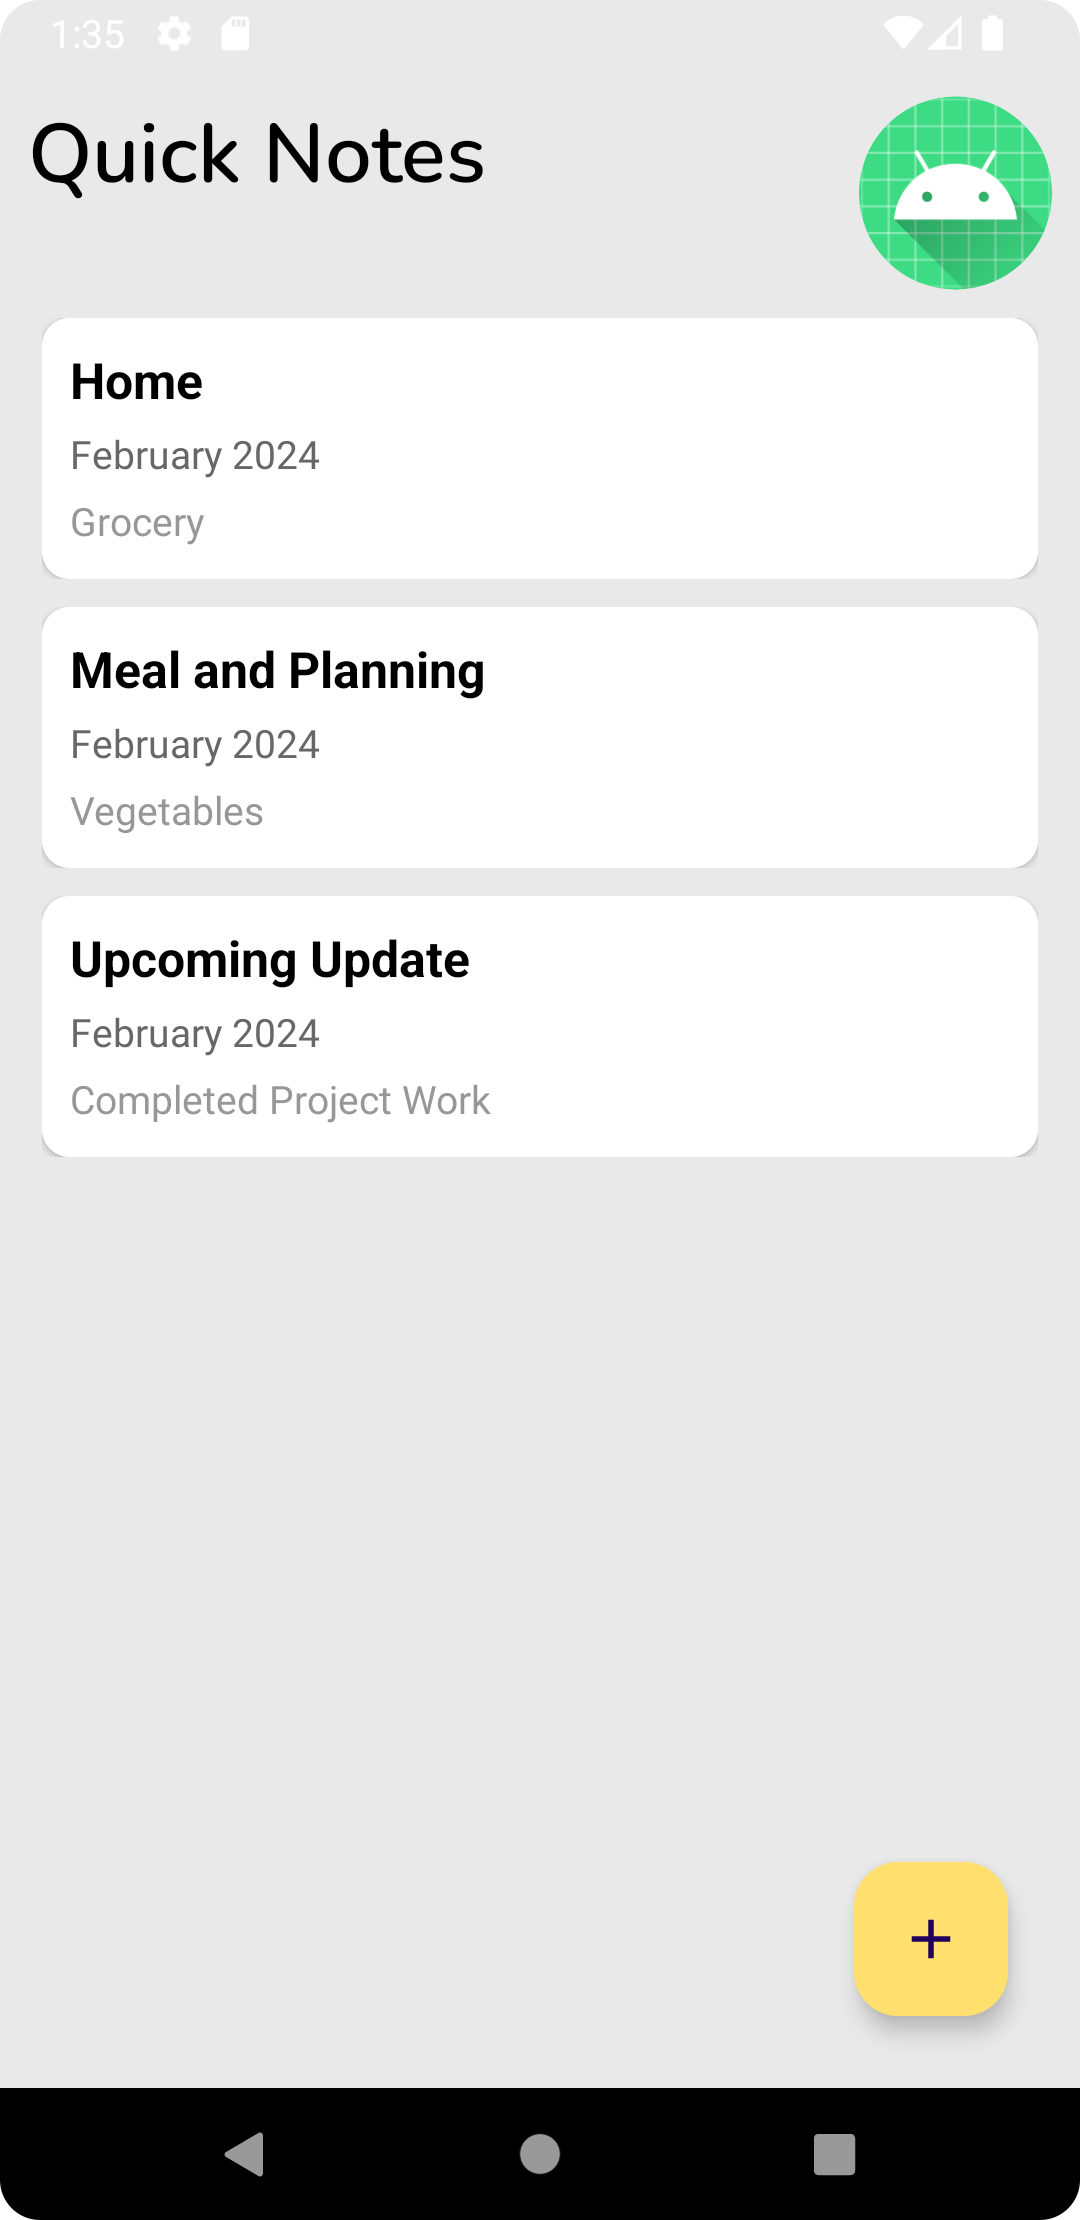 1:35
Quick Notes
Home
February 2024
Grocery
Meal and Planning
February 2024
Vegetables
Upcoming Update
February 2024
Completed Project Work
+